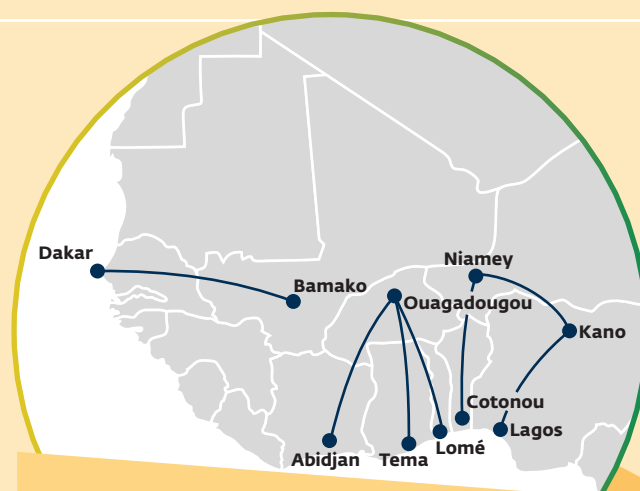 Dakar
Niamey
Bamako
Ouagadougou
Kano
Cotonou
Lagos
Lomé
Abidjan
Tema